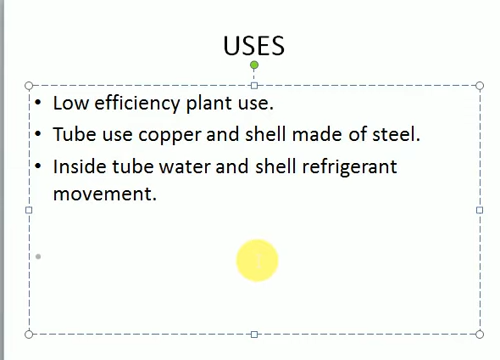 USES
• Low efficiency plant use.
• Tube use copper and shell made of steel.
• Inside tube water and shell refrigerant
movement.